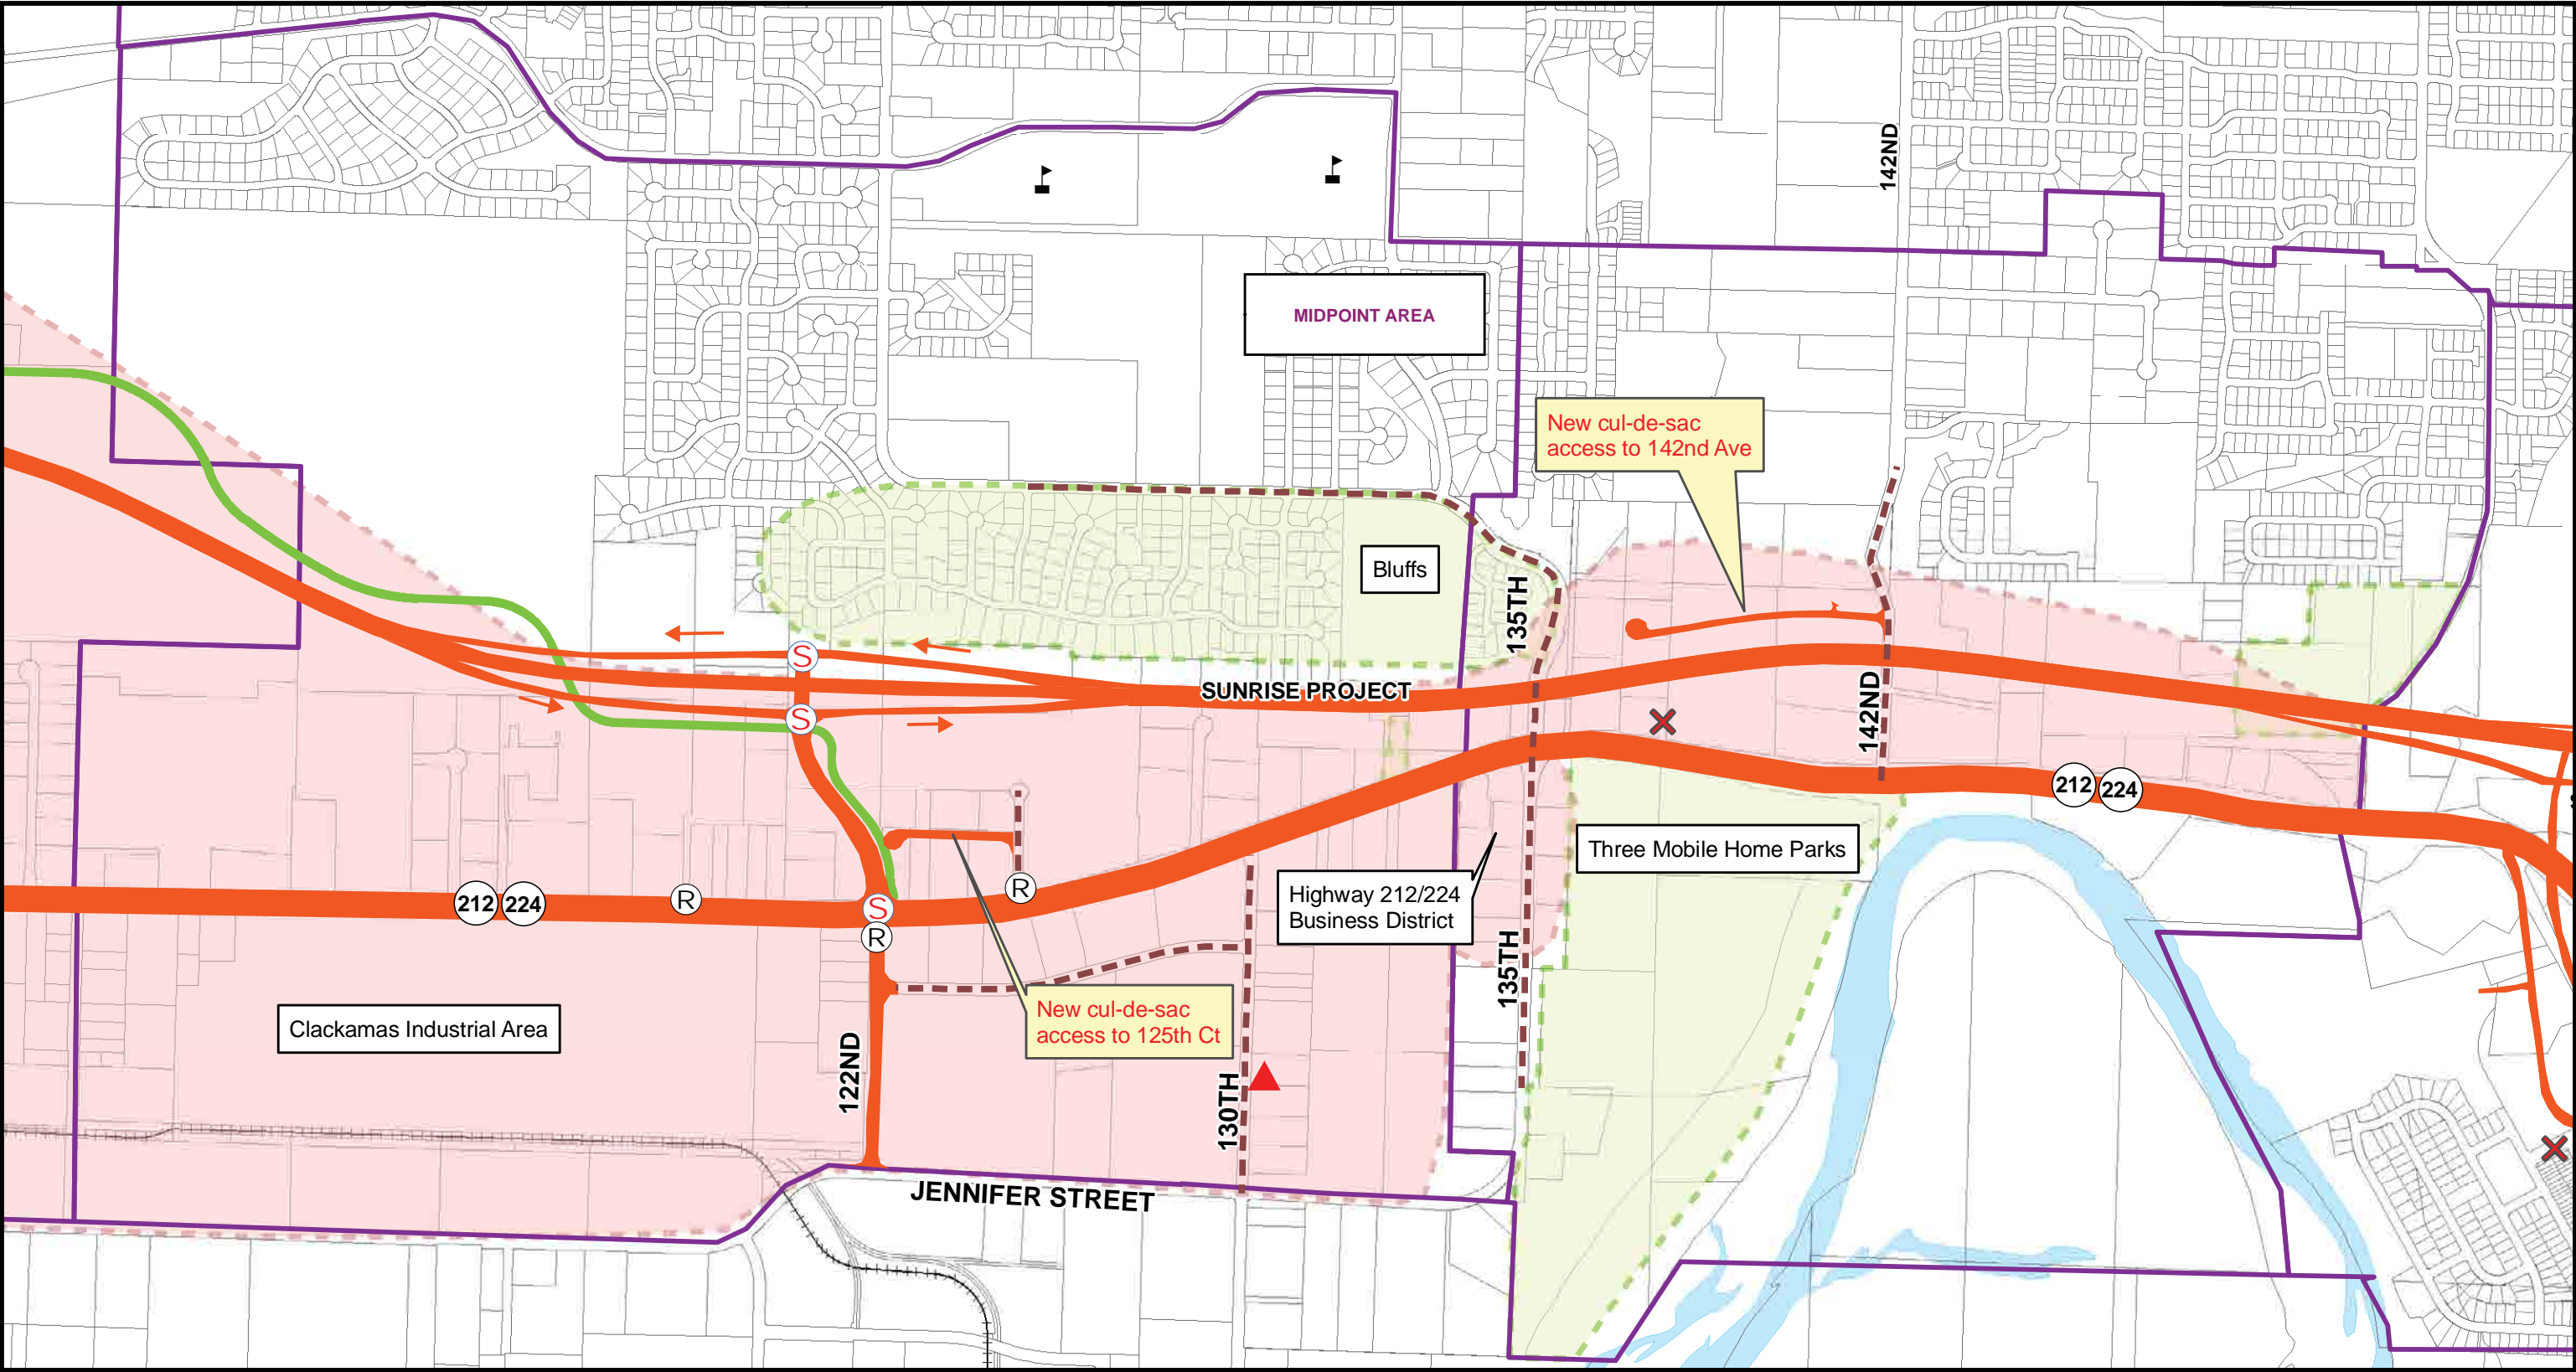 142ND
MIDPOINT AREA
New cul-de-sac
access to 142nd Ave
Bluffs
135TH
S
SUNRISE PROJECT
S
142ND
212 224
Three Mobile Home Parks
Highway 212/224
Business District
R
R
212 224
S
R
135TH
New cul-de-sac
access to 125th Ct
Clackamas Industrial Area
122ND
130TH
JENNIFER STREET